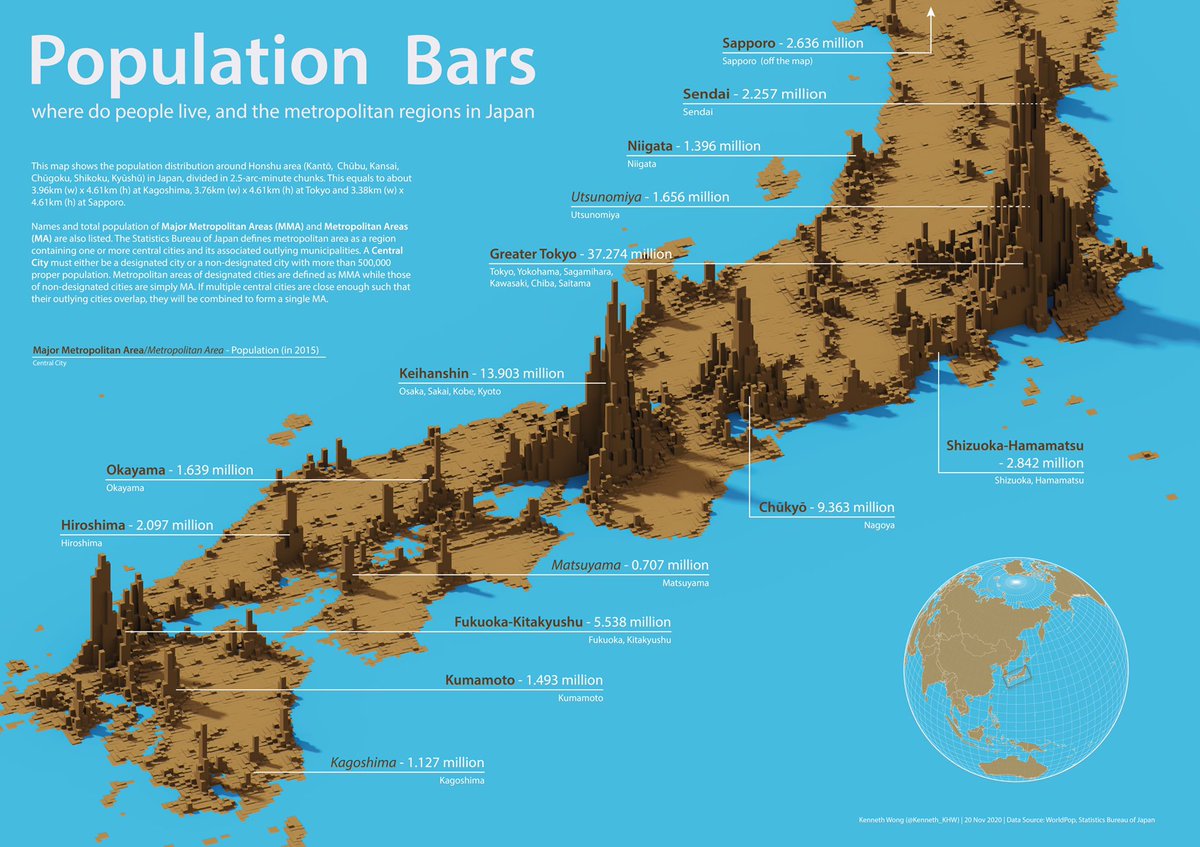 Population Bars
where do people live, and the metropolitan regions in Japan
This map shows the population distribution around Honshu area (Kantō, Chūbu, Kansai,
Chūgoku, Shikoku, Kyūshū) in Japan, divided in 2.5-arc-minute chunks. This equals to about
3.96km (w) x 4.61km (h) at Kagoshima, 3.76km (w) x 4.61km (h) at Tokyo and 3.38km (w) x
4.61km (h) at Sapporo.
Names and total population of Major Metropolitan Areas (MMA) and Metropolitan Areas
(MA) are also listed. The Statistics Bureau of Japan defines metropolitan area as a region
containing one or more central cities and its associated outlying municipalities. A Central
City must either be a designated city or a non-designated city with more than 500,000
proper population. Metropolitan areas of designated cities are defined as MMA while those
of non-designated cities are simply MA. If multiple central cities are close enough such that
their outlying cities overlap, they will be combined to form a single MA.
Major Metropolitan Area/Metropolitan Area - Population (in 2015)
Central City
Sapporo - 2.636 million
Sapporo (off the map)
Sendai - 2.257 million
Sendai
Niigata - 1.396 million
Niigata
Utsunomiya - 1.656 million
Utsunomiya
Greater Tokyo - 37.274 million
Tokyo, Yokohama, Sagamihara,
Kawasaki, Chiba, Saitama
Keihanshin - 13.903 million
Ōsaka, Sakai, Kobe, Kyoto
Shizuoka-Hamamatsu
- 2.842 million
Shizuoka, Hamamatsu
Okayama - 1.639 million
Okayama
Chūkyō - 9.363 million
Nagoya
Hiroshima - 2.097 million
Hiroshima
Matsuyama - 0.707 million
Matsuyama
Fukuoka-Kitakyushu - 5.538 million
Fukuoka, Kitakyushu
Kumamoto - 1.493 million
Kumamoto
Kagoshima - 1.127 million
Kagoshima
Kenneth Wong (@Kenneth_KHW) | 20 Nov 2020 | Data Source: WorldPop, Statistics Bureau of Japan